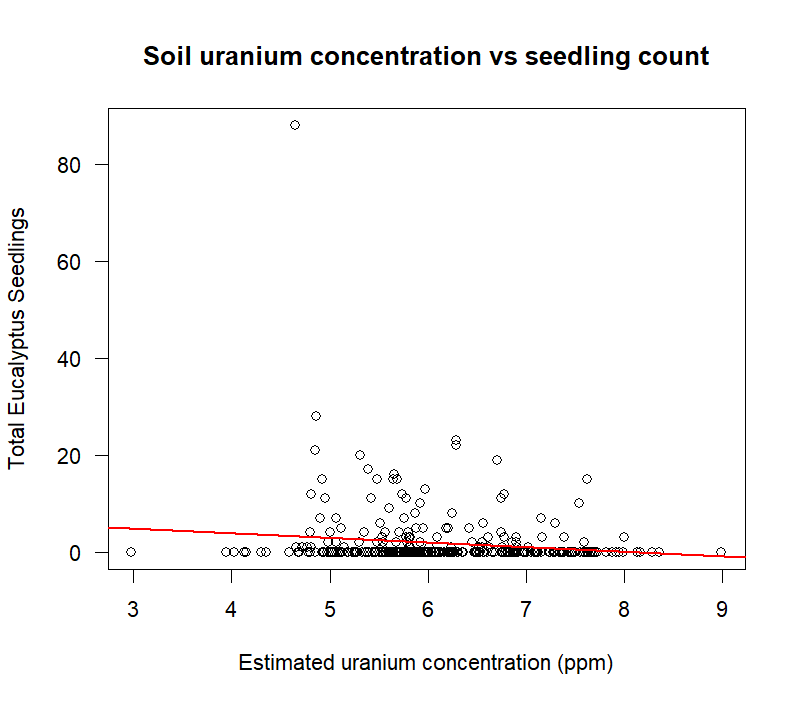 Soil uranium concentration vs seedling count
Total Eucalyptus Seedlings
80
60
40
20
0
3 4 5 6 7 8 9
Estimated uranium concentration (ppm)